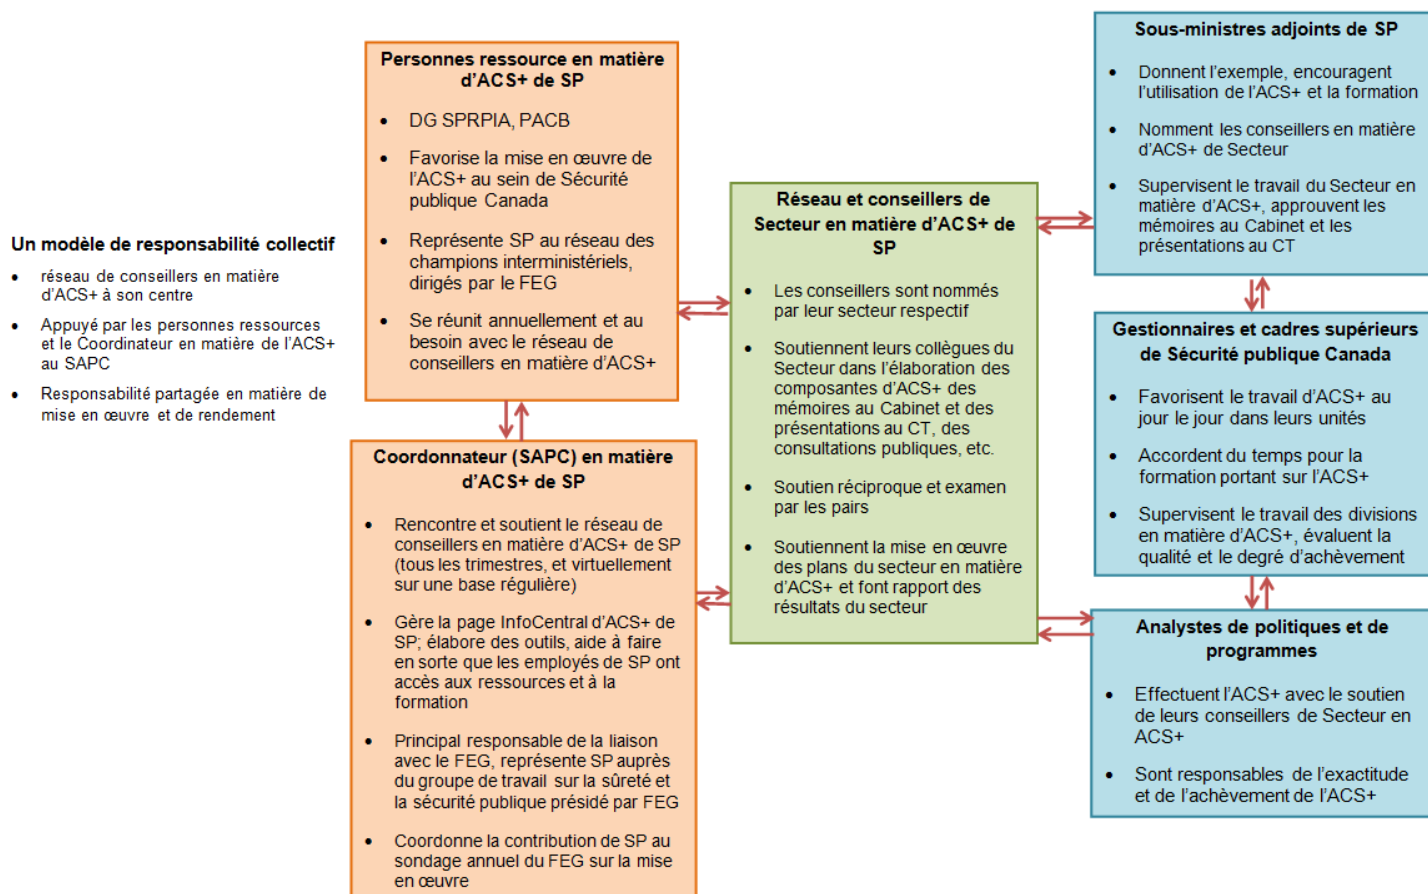 Un modèle de responsabilité collectif
• réseau de conseillers en matière
d'ACS+ à son centre
• Appuyé par les personnes ressources
et le Coordinateur en matière de l'ACS+
au SAPC
• Responsabilité partagée en matière de
mise en œuvre et de rendement
Personnes ressource en matière
d'ACS+ de SP
• DG SPRPIA, PACB
• Favorise la mise en œuvre de
l'ACS+ au sein de Sécurité
publique Canada
• Représente SP au réseau des
champions interministériels,
dirigés par le FEG
• Se réunit annuellement et au
besoin avec le réseau de
conseillers en matière d'ACS+
Coordonnateur (SAPC) en matière
d'ACS+ de SP
• Rencontre et soutient le réseau de
conseillers en matière d'ACS+ de SP
(tous les trimestres, et virtuellement
sur une base régulière)
• Gère la page InfoCentral d'ACS+ de
SP; élabore des outils, aide à faire
en sorte que les employés de SP ont
accès aux ressources et à la
formation
• Principal responsable de la liaison
avec le FEG, représente SP auprès
du groupe de travail sur la sûreté et
la sécurité publique présidé par FEG
• Coordonne la contribution de SP au
sondage annuel du FEG sur la mise
en œuvre
Réseau et conseillers de
Secteur en matière d'ACS+ de
SP
• Les conseillers sont nommés
par leur secteur respectif
• Soutiennent leurs collègues du
Secteur dans l'élaboration des
composantes d'ACS+ des
mémoires au Cabinet et des
présentations au CT, des
consultations publiques, etc.
• Soutien réciproque et examen
par les pairs
• Soutiennent la mise en œuvre
des plans du secteur en matière
d'ACS+ et font rapport des
résultats du secteur
Sous-ministres adjoints de SP
• Donnent l'exemple, encouragent
l'utilisation de l'ACS+ et la formation
• Nomment les conseillers en matière
d'ACS+ de Secteur
• Supervisent le travail du Secteur en
matière d'ACS+, approuvent les
mémoires au Cabinet et les
présentations au CT
Gestionnaires et cadres supérieurs
de Sécurité publique Canada
• Favorisent le travail d'ACS+ au
jour le jour dans leurs unités
• Accordent du temps pour la
formation portant sur l'ACS+
• Supervisent le travail des divisions
en matière d'ACS+, évaluent la
qualité et le degré d'achèvement
Analystes de politiques et de
programmes
• Effectuent l'ACS+ avec le soutien
de leurs conseillers de Secteur en
ACS+
• Sont responsables de l'exactitude
et de l'achèvement de l'ACS+